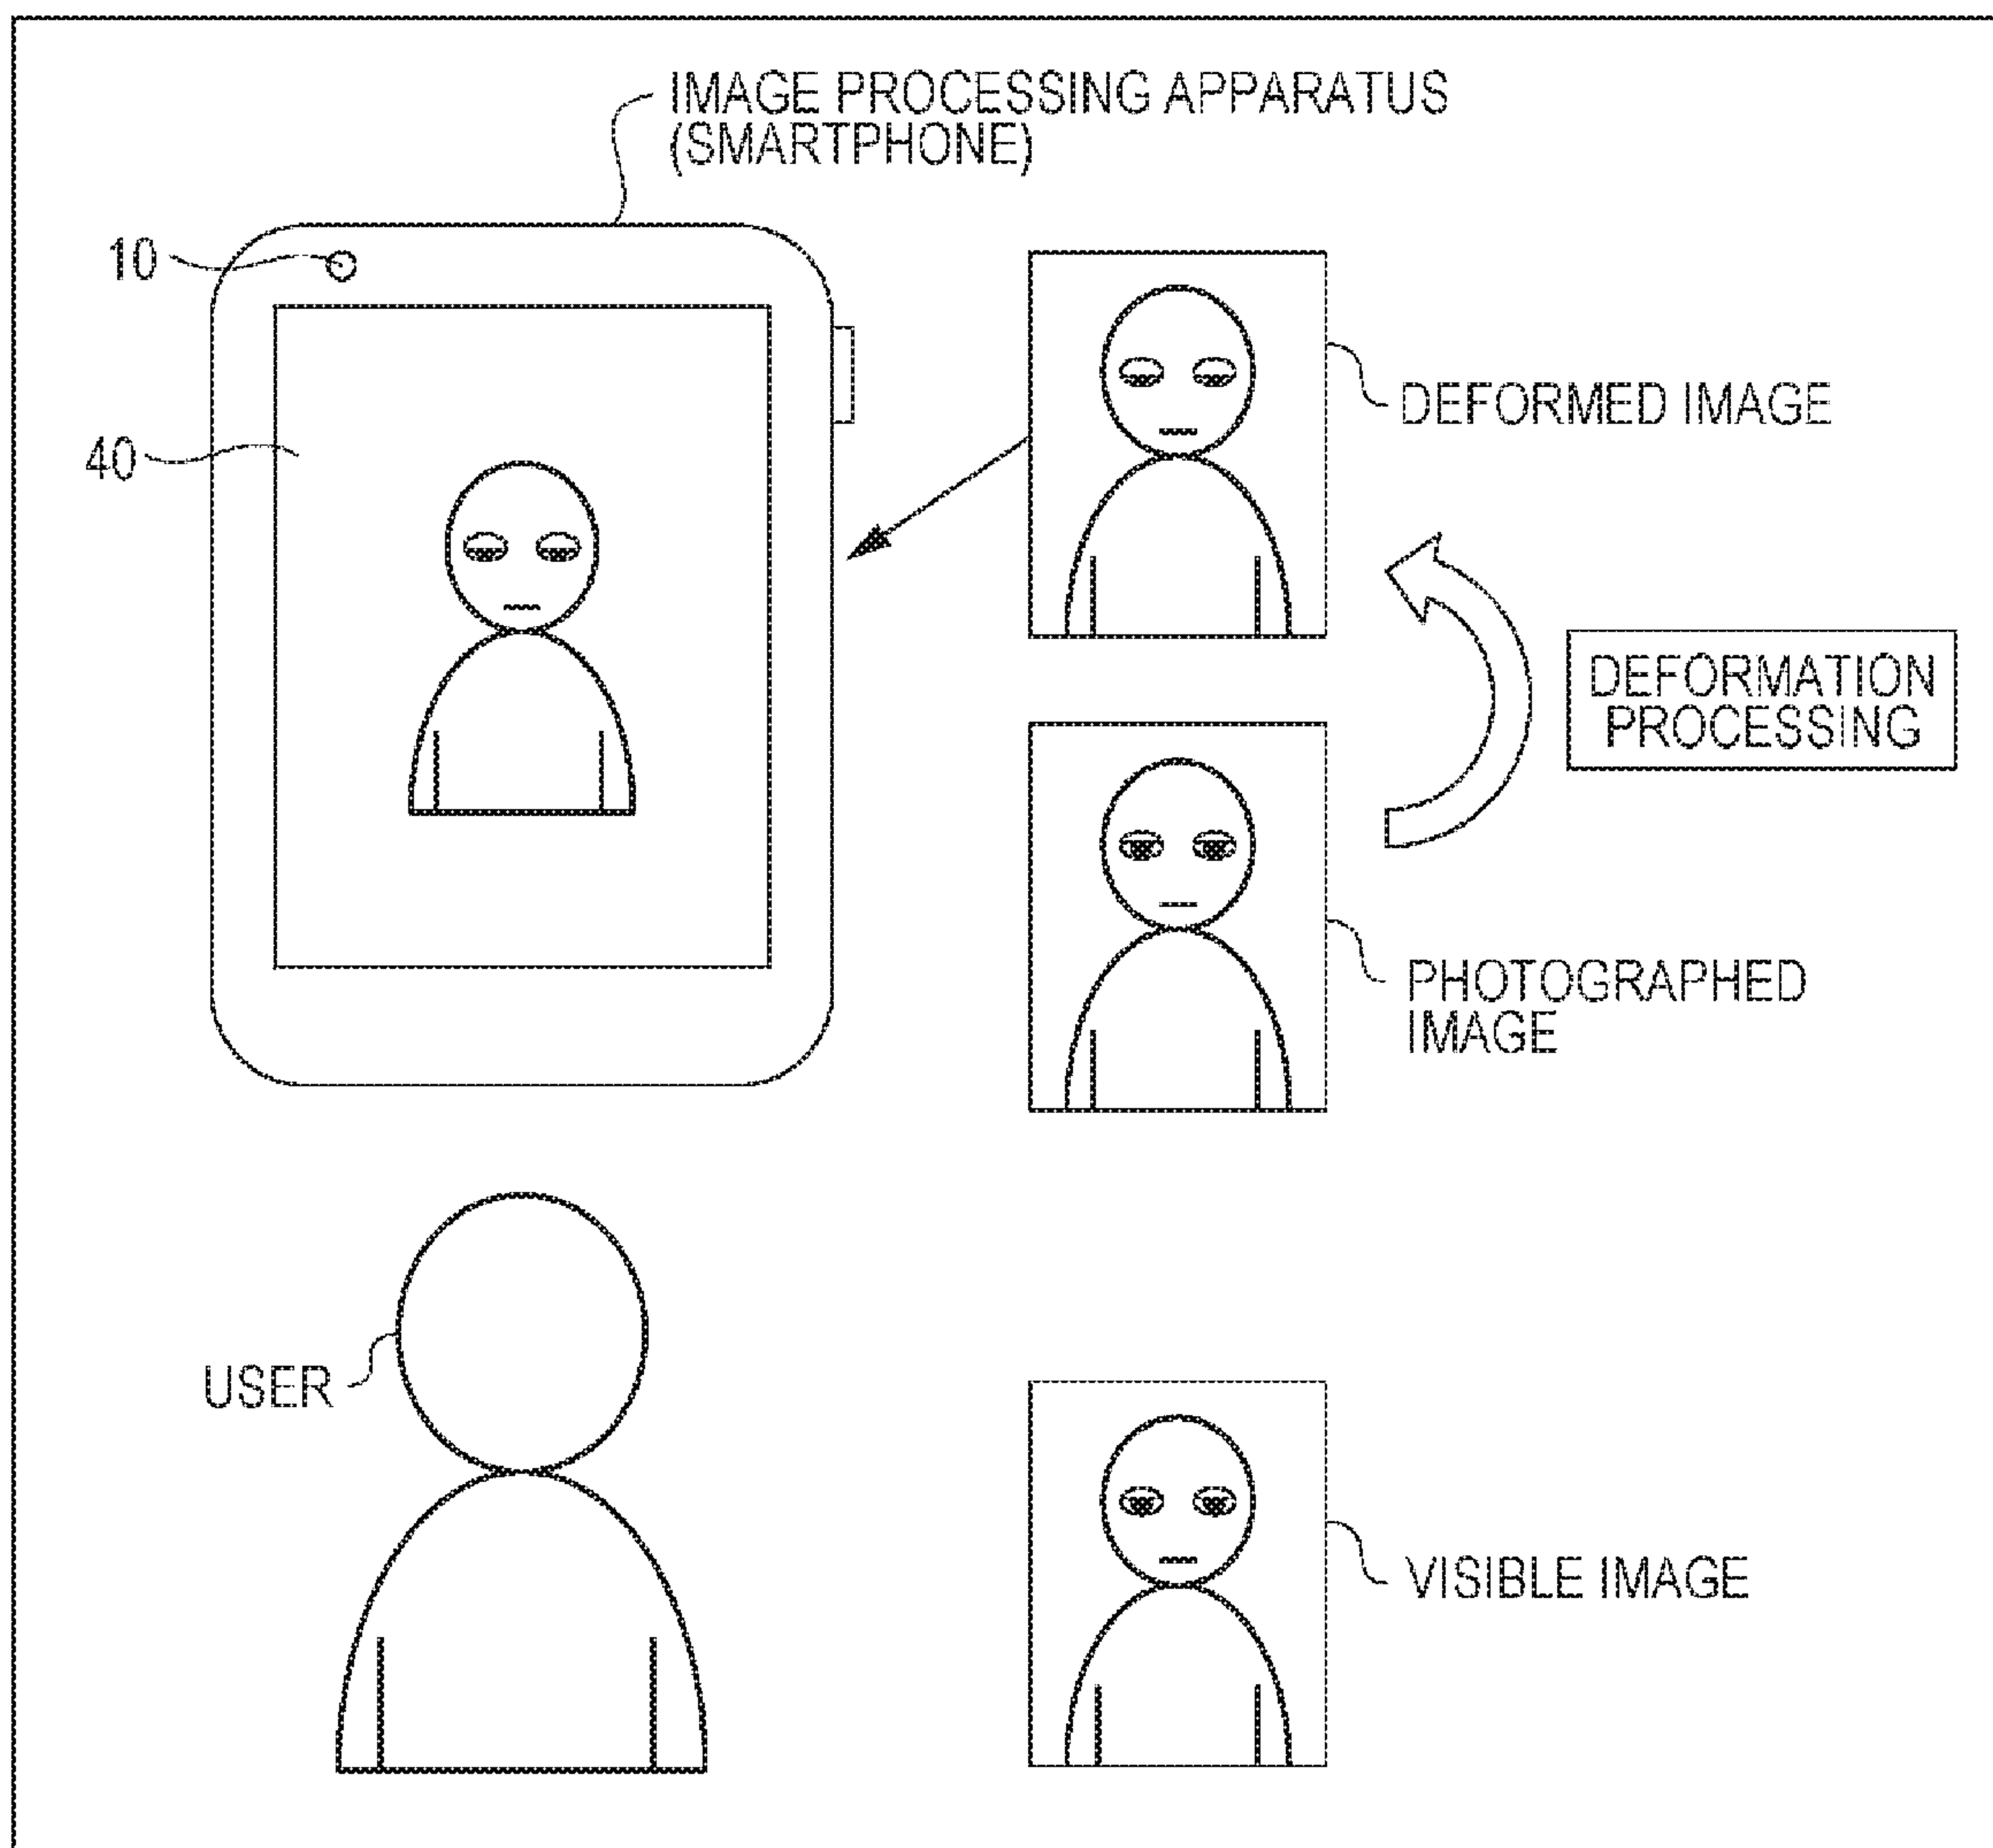 IMAGE PROCESSING APPARATUS
(SMARTPHONE)
10
40
DEFORMED IMAGE
DEFORMATION
PROCESSING
PHOTOGRAPHED
IMAGE
USER
VISIBLE IMAGE